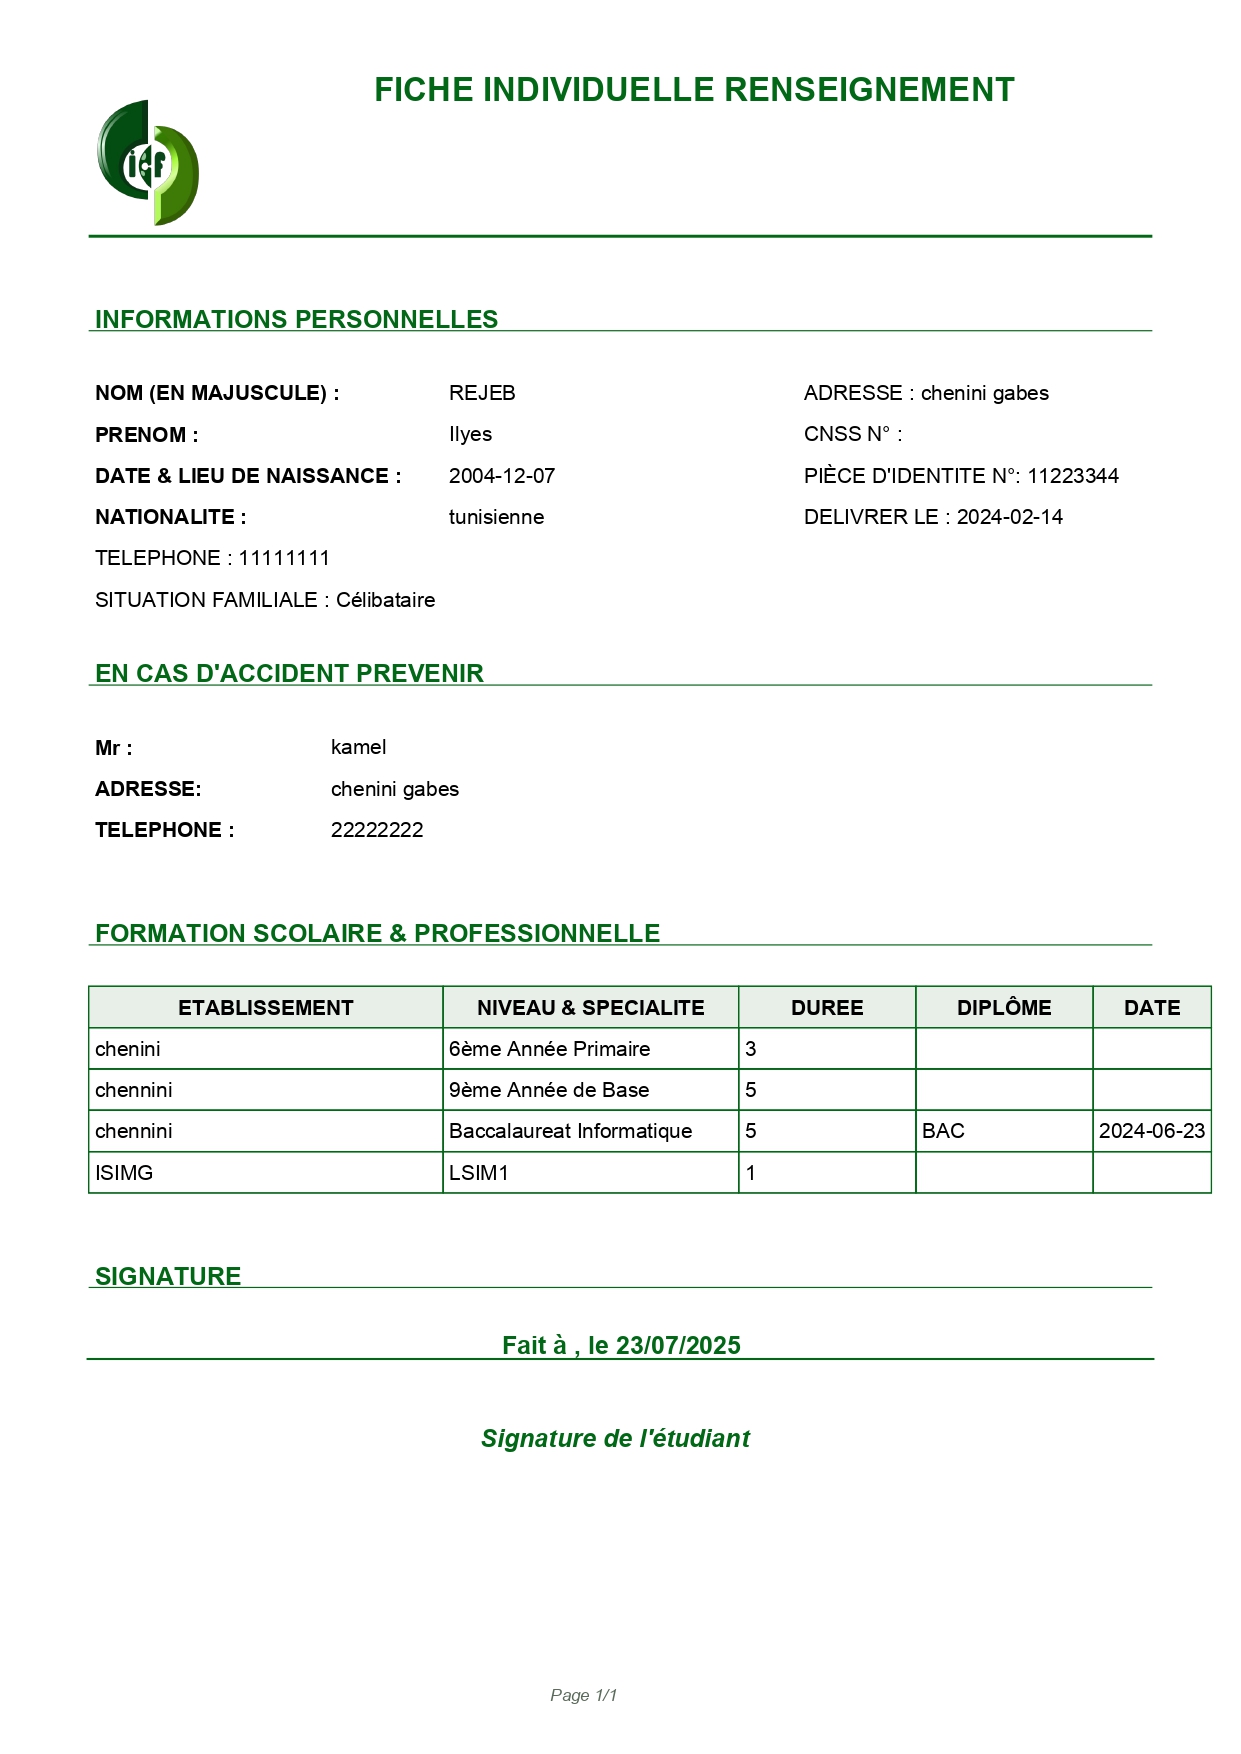 FICHE INDIVIDUELLE RENSEIGNEMENT
icf
INFORMATIONS PERSONNELLES
NOM (EN MAJUSCULE) : REJEB ADRESSE : chenini gabes
PRENOM : Ilyes CNSS N° :
DATE & LIEU DE NAISSANCE : 2004-12-07 PIÈCE D'IDENTITE N°: 11223344
NATIONALITE : tunisienne DELIVRER LE : 2024-02-14
TELEPHONE : 11111111
SITUATION FAMILIALE : Célibataire
EN CAS D'ACCIDENT PREVENIR
Mr : kamel
ADRESSE: chenini gabes
TELEPHONE : 22222222
FORMATION SCOLAIRE & PROFESSIONNELLE
ETABLISSEMENT NIVEAU & SPECIALITE DUREE DIPLÔME DATE
chenini 6ème Année Primaire 3
chennini 9ème Année de Base 5
chennini Baccalaureat Informatique 5 BAC 2024-06-23
ISIMG LSIM1 1
SIGNATURE
Fait à , le 23/07/2025
Signature de l'étudiant
Page 1/1